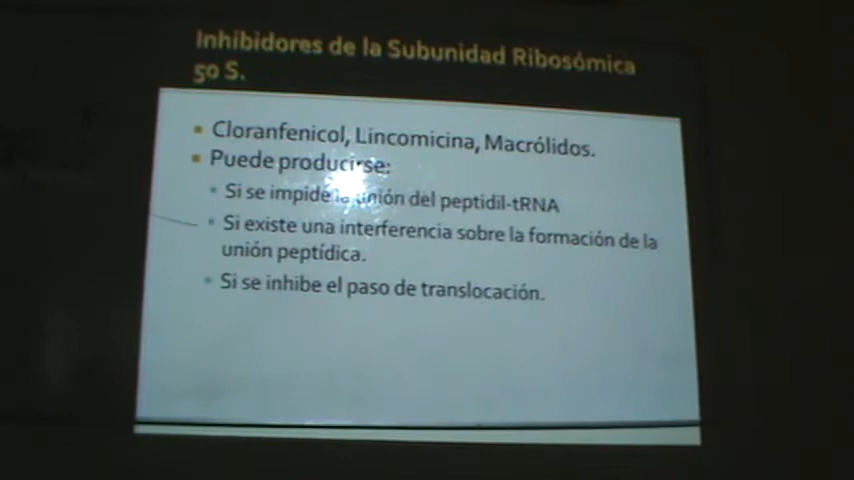 Inhibidores de la Subunidad Ribosómica
50 S.
Cloranfenicol, Lincomicina, Macrólidos.
Puede producirse:
Si se impide la unión del peptidil-tRNA
Si existe una interferencia sobre la formación de la
unión peptídica.
Si se inhibe el paso de translocación.